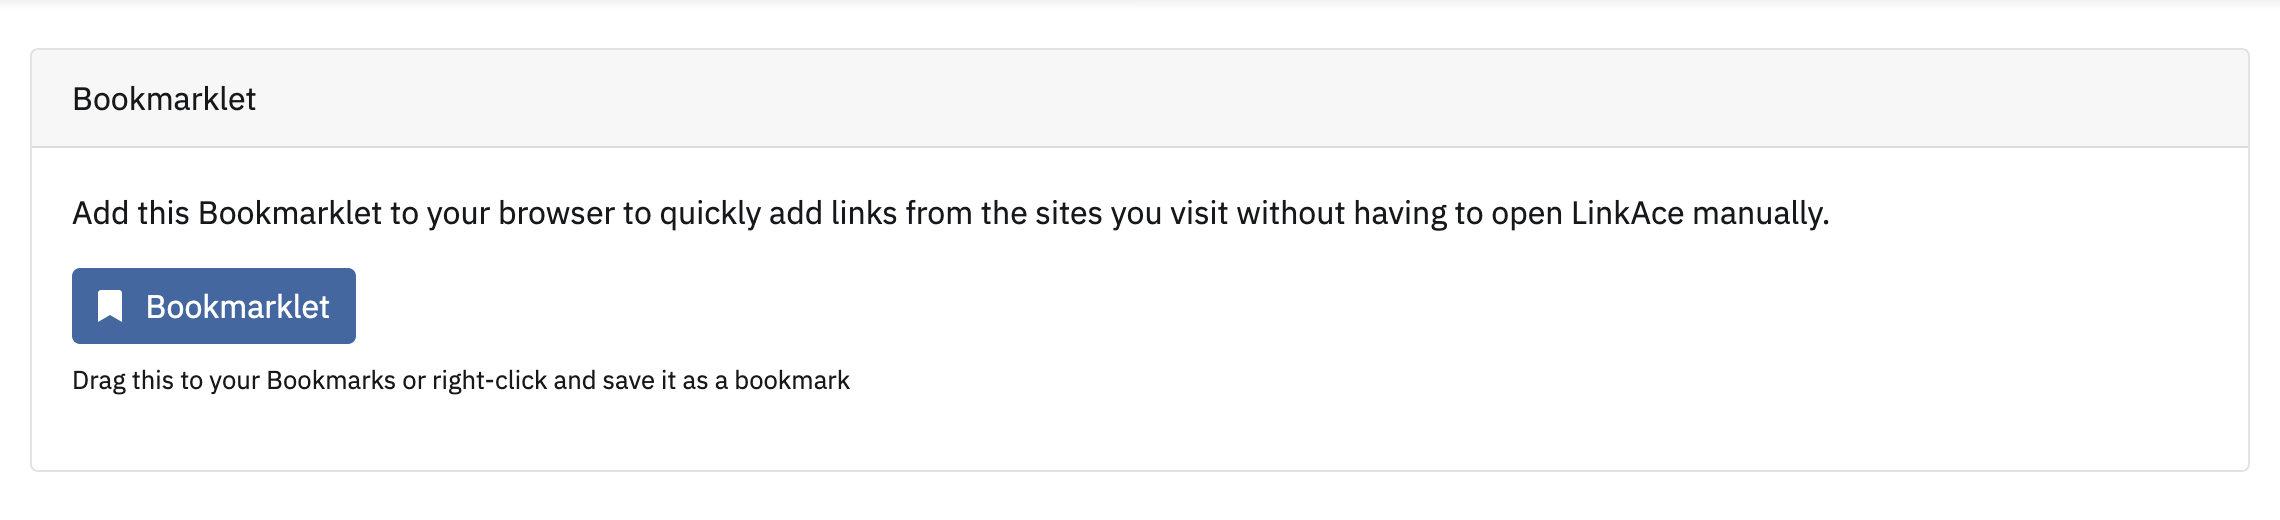 Bookmarklet
Add this Bookmarklet to your browser to quickly add links from the sites you visit without having to open LinkAce manually.
Bookmarklet
Drag this to your Bookmarks or right-click and save it as a bookmark